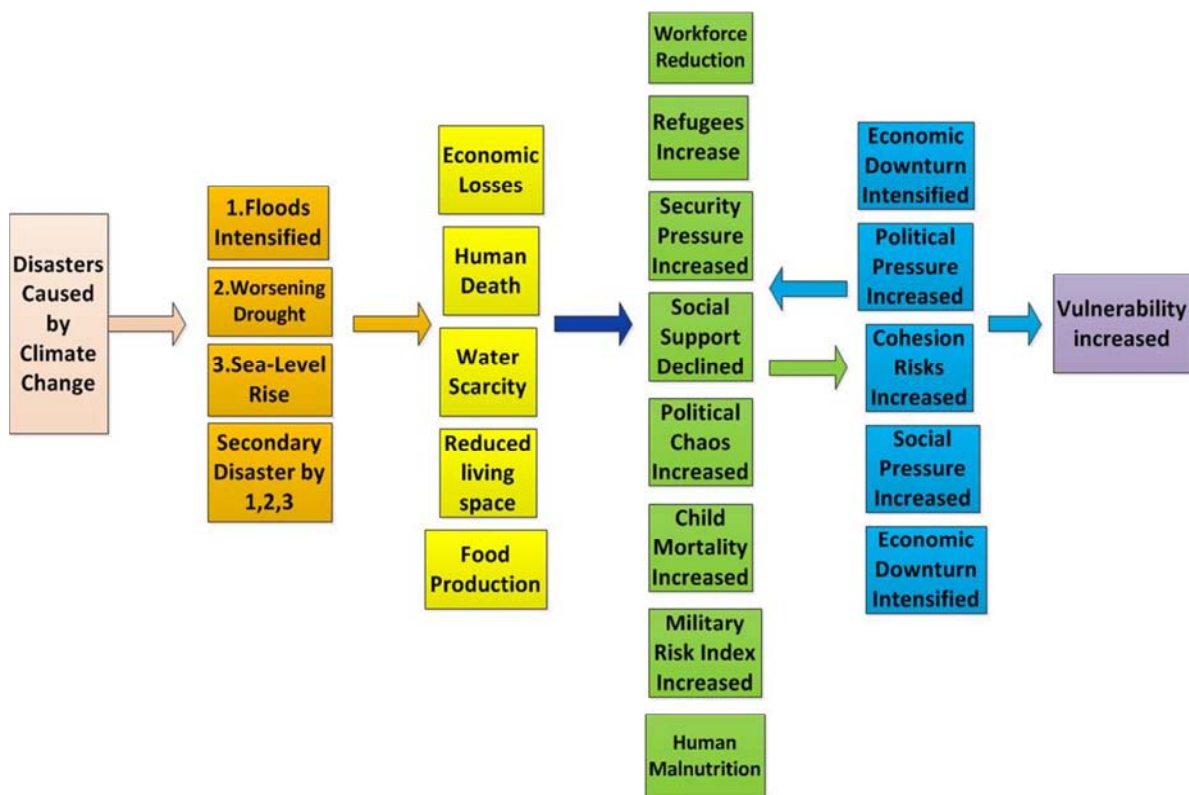 Disasters
Caused
by
Climate
Change
1.Floods
Intensified
2.Worsening
Drought
3.Sea-Level
Rise
Secondary
Disaster by
1,2,3
Economic
Losses
Human
Death
Water
Scarcity
Reduced
living
space
Food
Production
Workforce
Reduction
Refugees
Increase
Security
Pressure
Increased
Social
Support
Declined
Political
Chaos
Increased
Child
Mortality
Increased
Military
Risk Index
Increased
Human
Malnutrition
Economic
Downturn
Intensified
Political
Pressure
Increased
Cohesion
Risks
Increased
Social
Pressure
Increased
Economic
Downturn
Intensified
Vulnerability
increased